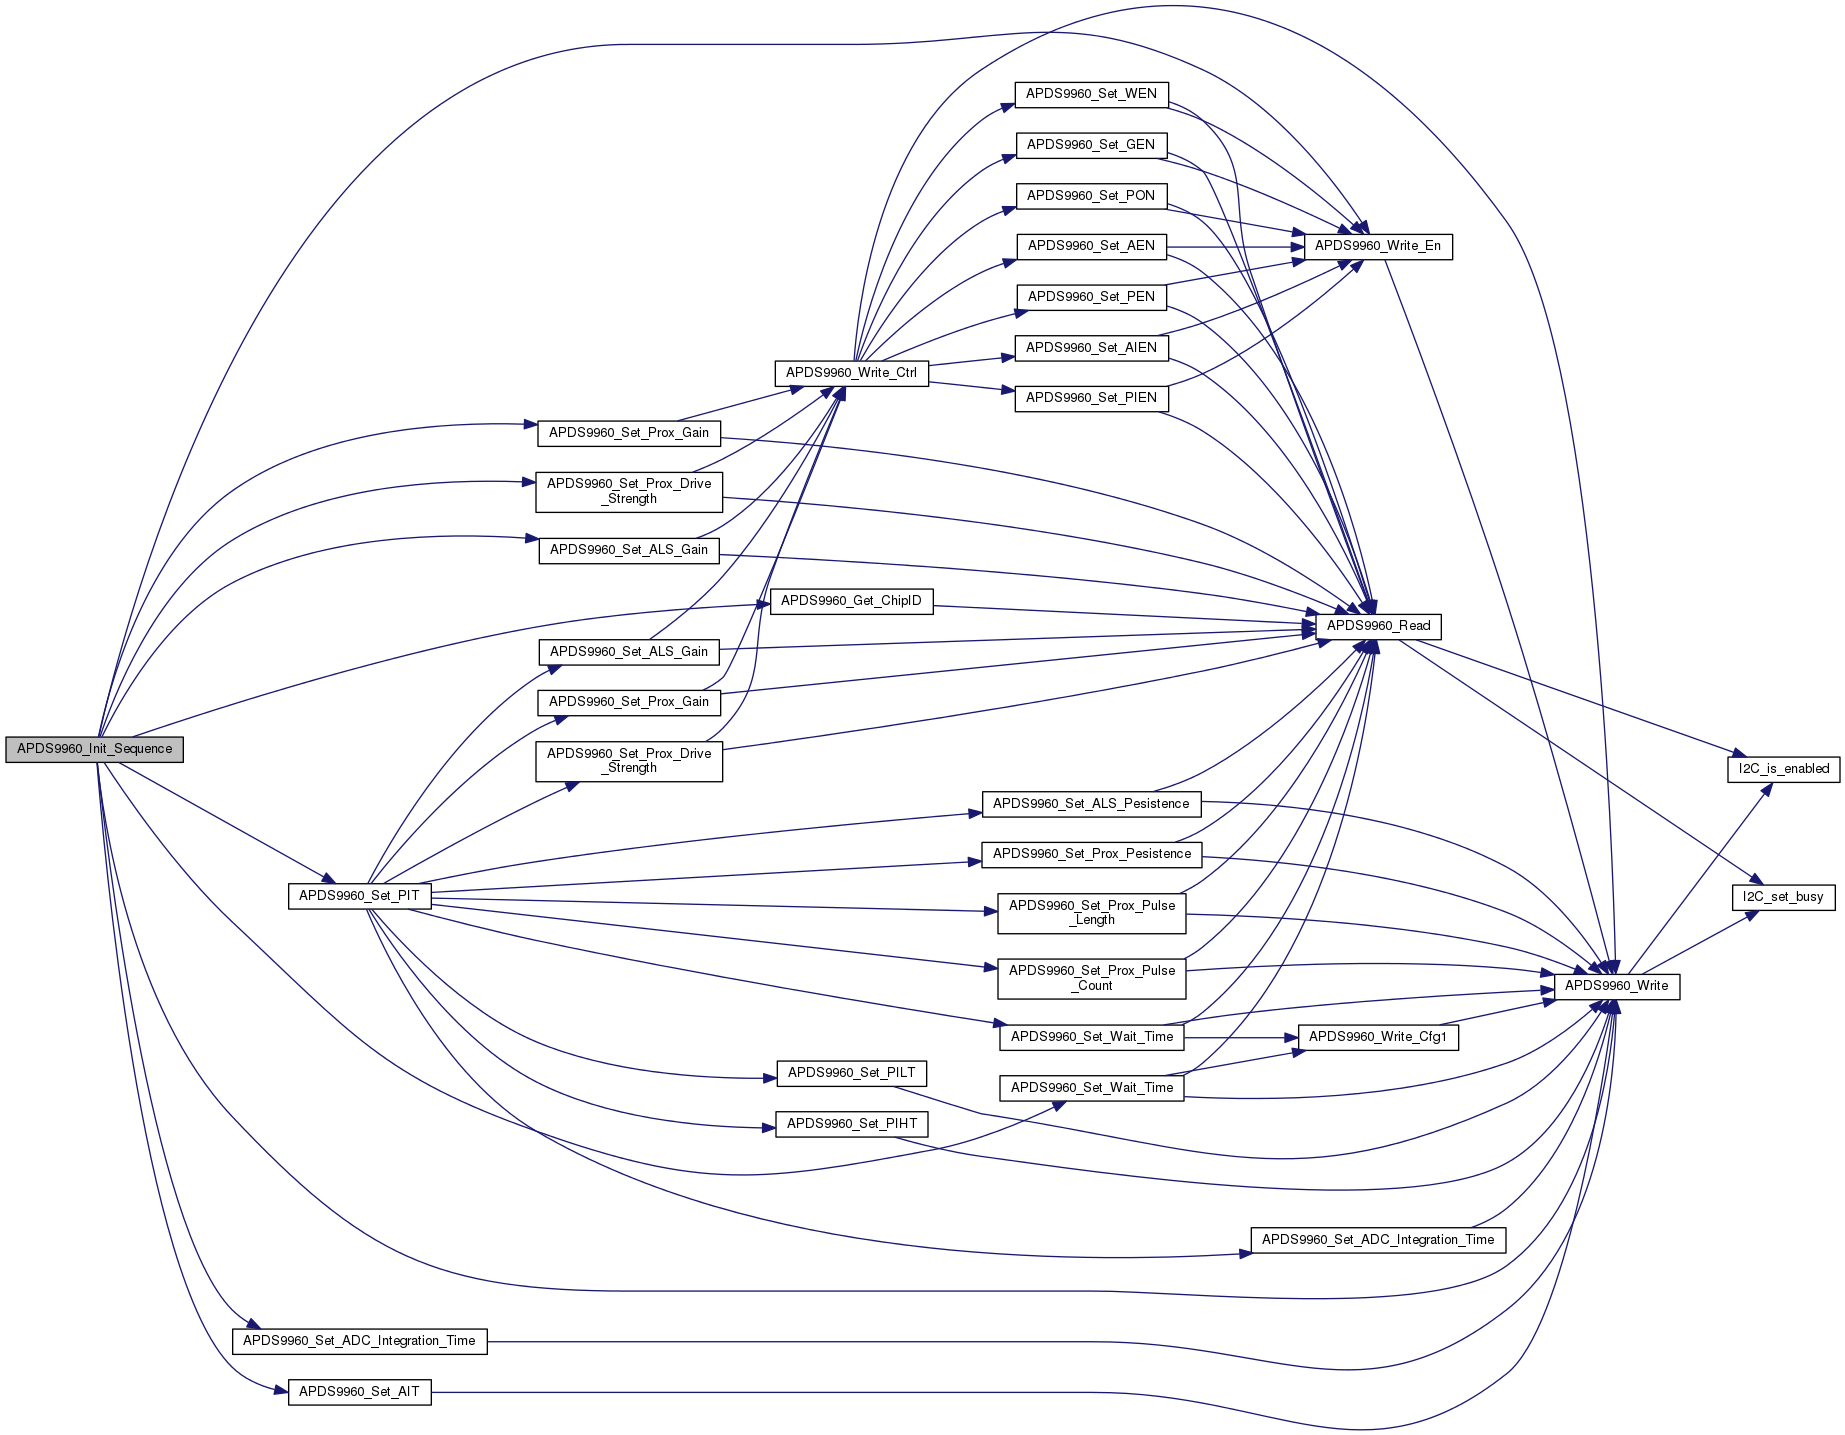 APDS9960_Set_WEN
APDS9960_Set_GEN
APDS9960_Set_PON
APDS9960_Set_AEN
APDS9960_Write_En
APDS9960_Set_PEN
APDS9960_Set_AIEN
APDS9960_Write_Ctrl
APDS9960_Set_PIEN
APDS9960_Set_Prox_Gain
APDS9960_Set_Prox_Drive
_Strength
APDS9960_Set_ALS_Gain
APDS9960_Get_ChipID
APDS9960_Read
APDS9960_Set_ALS_Gain
APDS9960_Set_Prox_Gain
APDS9960_Init_Sequence
APDS9960_Set_Prox_Drive
_Strength
I2C_is_enabled
APDS9960_Set_ALS_Pesistence
APDS9960_Set_Prox_Pesistence
APDS9960_Set_PIT
I2C_set_busy
APDS9960_Set_Prox_Pulse
_Length
APDS9960_Set_Prox_Pulse
_Count
APDS9960_Write
APDS9960_Set_Wait_Time
APDS9960_Write_Cfg1
APDS9960_Set_PILT
APDS9960_Set_Wait_Time
APDS9960_Set_PIHT
APDS9960_Set_ADC_Integration_Time
APDS9960_Set_ADC_Integration_Time
APDS9960_Set_AIT